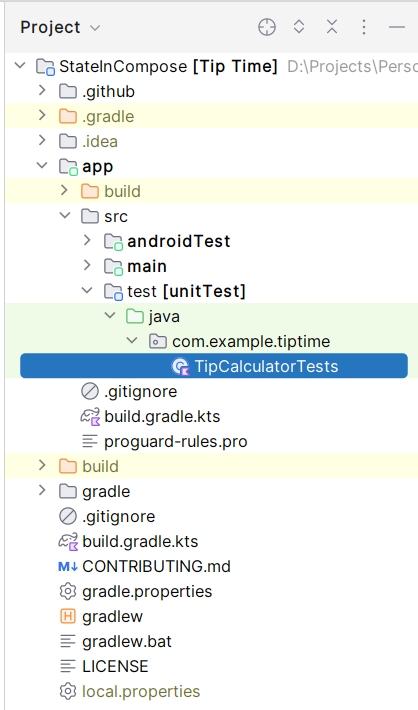 Project
StateInCompose [Tip Time] D:\Projects\Perso
.github
.gradle
.idea
app
build
src
androidTest
main
test [unitTest]
java
com.example.tiptime
TipCalculatorTests
.gitignore
build.gradle.kts
proguard-rules.pro
build
gradle
.gitignore
build.gradle.kts
M↓ CONTRIBUTING.md
gradle.properties
H gradlew
gradlew.bat
LICENSE
local.properties